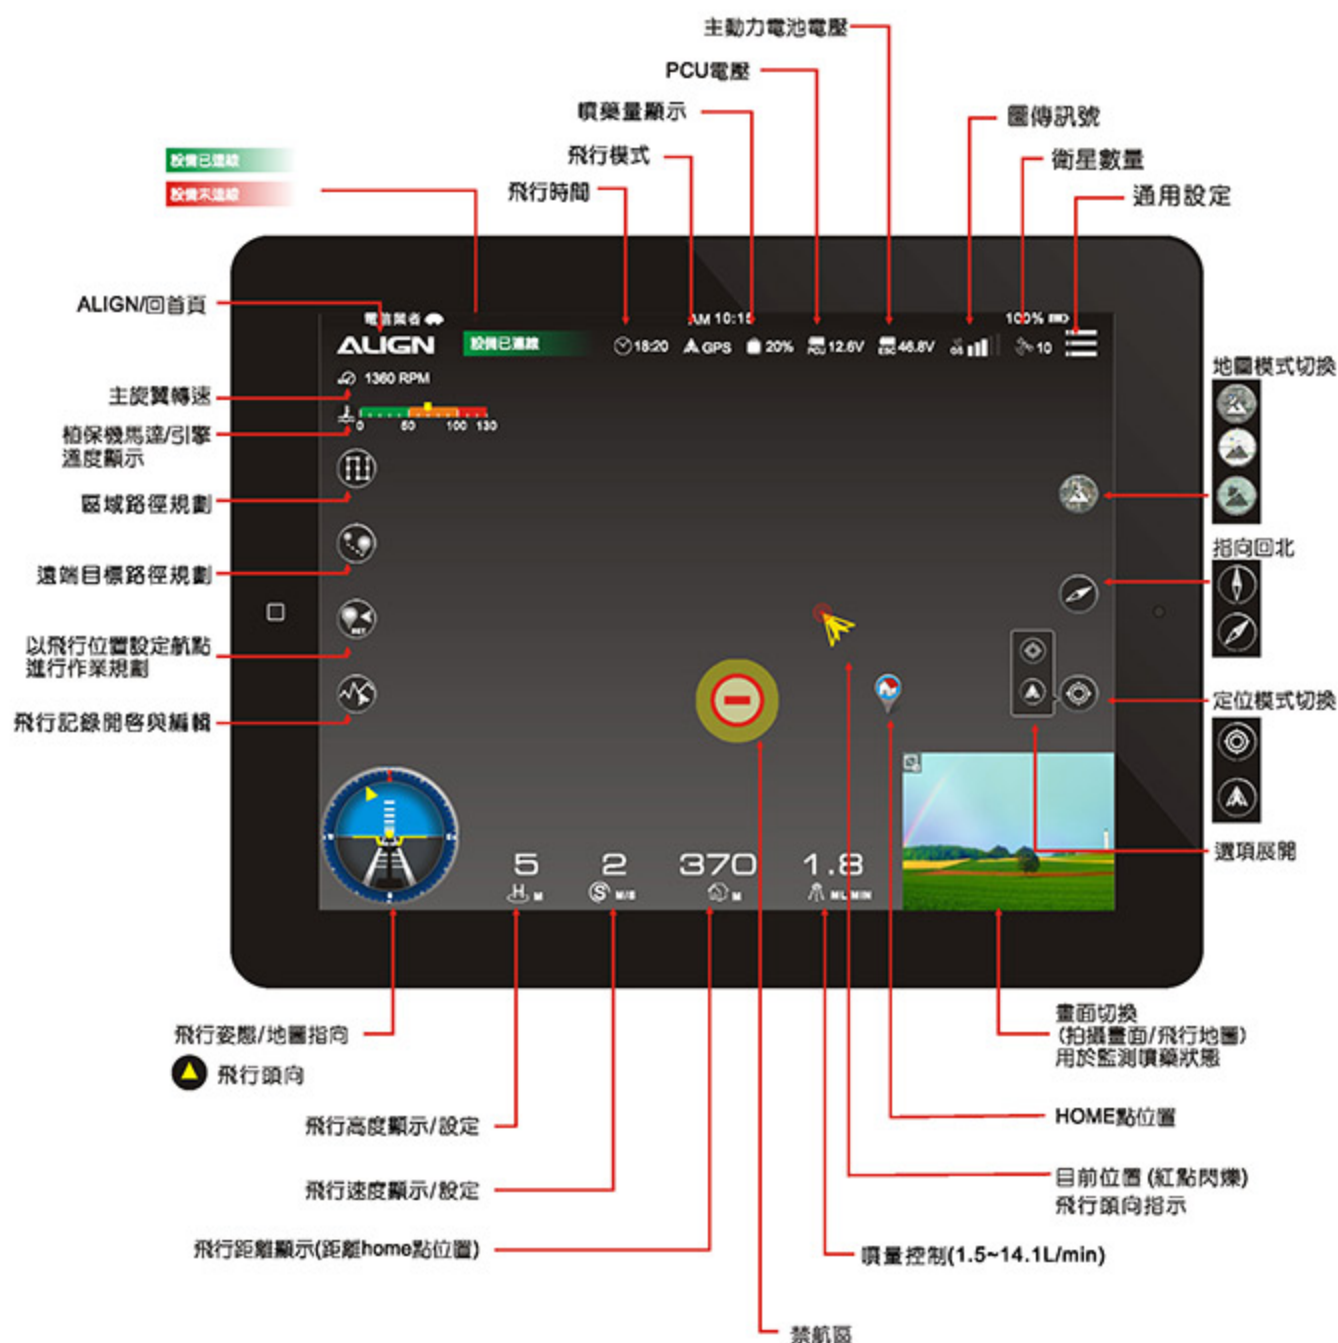 主動力電池電壓
PCU電壓
噴藥量顯示
圖傳訊號
飛行模式
衛星數量
飛行時間
通用設定
設備已連線
設備未連線
ALIGN/回首頁
電信業者
AM 10:15
100%
ALIGN
設備已連線
18:20
GPS
20%
PCU 12.6V
ESC 46.8V
10
1360 RPM
0 50 100 130
主旋翼轉速
植保機馬達/引擎
溫度顯示
區域路徑規劃
遠端目標路徑規劃
以飛行位置設定航點
進行作業規劃
飛行記錄開啓與編輯
地圖模式切換
指向回北
定位模式切換
選項展開
SET
5
H M
2
S M/S
370
M
1.8
ML/MIN
飛行姿態/地圖指向
飛行頭向
飛行高度顯示/設定
飛行速度顯示/設定
飛行距離顯示(距離home點位置)
畫面切換
(拍攝畫面/飛行地圖)
用於監測噴藥狀態
HOME點位置
目前位置 (紅點閃爍)
飛行頭向指示
噴量控制(1.5~14.1L/min)
禁航區